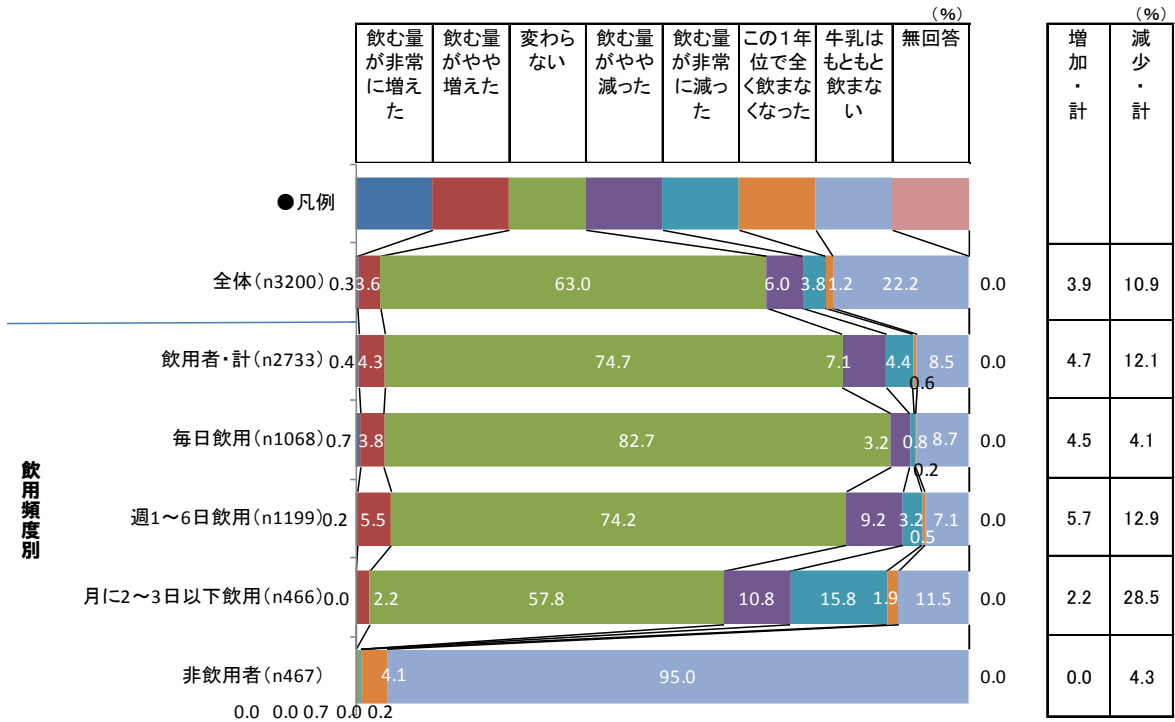 (%)
(%)
飲む量が非常に増えた
飲む量がやや増えた
変わらない
飲む量がやや減った
飲む量が非常に減った
この1年位で全く飲まなくなった
牛乳はもともと飲まない
無回答
増加・計
減少・計
●凡例
全体(n3200) 0.3 3.6 63.0 6.0 3.8 1.2 22.2 0.0 3.9 10.9
飲用者・計(n2733) 0.4 4.3 74.7 7.1 4.4 0.6 8.5 0.0 4.7 12.1
飲用頻度別
毎日飲用(n1068) 0.7 3.8 82.7 3.2 0.8 0.2 8.7 0.0 4.5 4.1
週1～6日飲用(n1199) 0.2 5.5 74.2 9.2 3.2 0.5 7.1 0.0 5.7 12.9
月に2～3日以下飲用(n466) 0.0 2.2 57.8 10.8 15.8 1.9 11.5 0.0 2.2 28.5
非飲用者(n467) 4.1 95.0 0.0 0.0 4.3
0.0 0.0 0.7 0.0 0.2